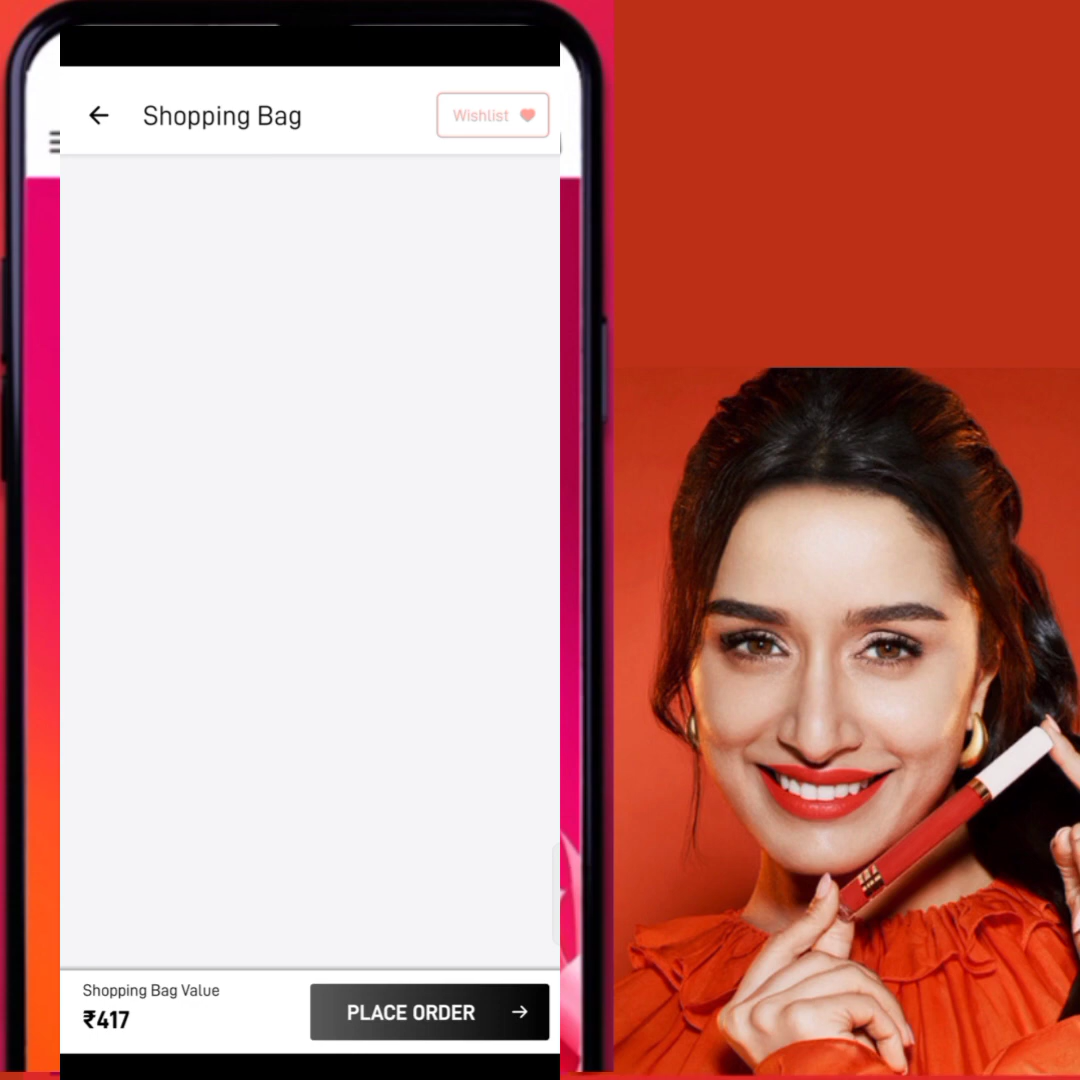 Shopping Bag
Wishlist
Shopping Bag Value
₹417
PLACE ORDER